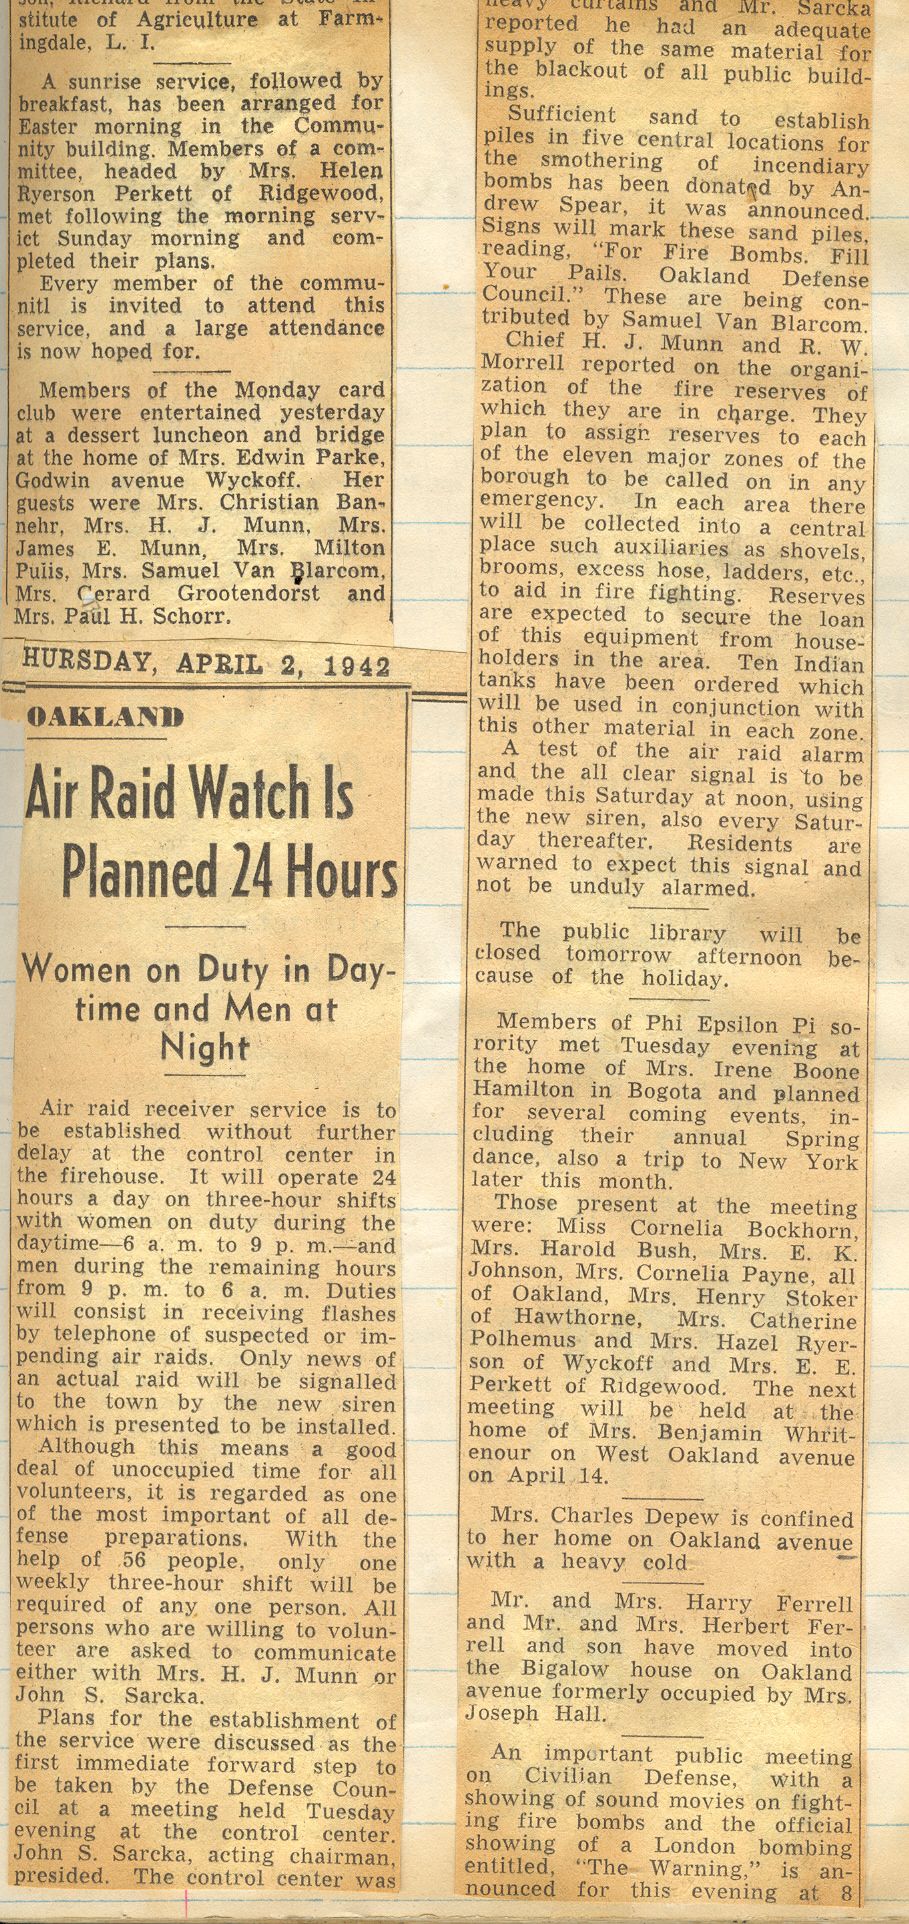 stitute of Agriculture at Farm-
ingdale, L. I.
A sunrise service, followed by
breakfast, has been arranged for
Easter morning in the Commu-
nity building. Members of a com-
mittee, headed by Mrs. Helen
Ryerson Perkett of Ridgewood,
met following the morning serv-
ict Sunday morning and com-
pleted their plans.
Every member of the commu-
nitl is invited to attend this
service, and a large attendance
is now hoped for.
Members of the Monday card
club were entertained yesterday
at a dessert luncheon and bridge
at the home of Mrs. Edwin Parke,
Godwin avenue Wyckoff. Her
guests were Mrs. Christian Ban-
nehr, Mrs. H. J. Munn, Mrs.
James E. Munn, Mrs. Milton
Puiis, Mrs. Samuel Van Blarcom,
Mrs. Gerard Grootendorst and
Mrs. Paul H. Schorr.
HURSDAY, APRIL 2, 1942
OAKLAND
Air Raid Watch Is
Planned 24 Hours
Women on Duty in Day-
time and Men at
Night
Air raid receiver service is to
be established without further
delay at the control center in
the firehouse. It will operate 24
hours a day on three-hour shifts
with women on duty during the
daytime—6 a. m. to 9 p. m.—and
men during the remaining hours
from 9 p. m. to 6 a. m. Duties
will consist in receiving flashes
by telephone of suspected or im-
pending air raids. Only news of
an actual raid will be signalled
to the town by the new siren
which is presented to be installed.
Although this means a good
deal of unoccupied time for all
volunteers, it is regarded as one
of the most important of all de-
fense preparations. With the
help of 56 people, only one
weekly three-hour shift will be
required of any one person. All
persons who are willing to volun-
teer are asked to communicate
either with Mrs. H. J. Munn or
John S. Sarcka.
Plans for the establishment of
the service were discussed as the
first immediate forward step to
be taken by the Defense Coun-
cil at a meeting held Tuesday
evening at the control center.
John S. Sarcka, acting chairman,
presided. The control center was
heavy curtains and Mr. Sarcka
reported he had an adequate
supply of the same material for
the blackout of all public build-
ings.
Sufficient sand to establish
piles in five central locations for
the smothering of incendiary
bombs has been donated by An-
drew Spear, it was announced.
Signs will mark these sand piles,
reading, “For Fire Bombs. Fill
Your Pails. Oakland Defense
Council.” These are being con-
tributed by Samuel Van Blarcom.
Chief H. J. Munn and R. W.
Morrell reported on the organi-
zation of the fire reserves of
which they are in charge. They
plan to assign reserves to each
of the eleven major zones of the
borough to be called on in any
emergency. In each area there
will be collected into a central
place such auxiliaries as shovels,
brooms, excess hose, ladders, etc.,
to aid in fire fighting. Reserves
are expected to secure the loan
of this equipment from house-
holders in the area. Ten Indian
tanks have been ordered which
will be used in conjunction with
this other material in each zone.
A test of the air raid alarm
and the all clear signal is to be
made this Saturday at noon, using
the new siren, also every Satur-
day thereafter. Residents are
warned to expect this signal and
not be unduly alarmed.
The public library will be
closed tomorrow afternoon be-
cause of the holiday.
Members of Phi Epsilon Pi so-
rority met Tuesday evening at
the home of Mrs. Irene Boone
Hamilton in Bogota and planned
for several coming events, in-
cluding their annual Spring
dance, also a trip to New York
later this month.
Those present at the meeting
were: Miss Cornelia Bockhorn,
Mrs. Harold Bush, Mrs. E. K.
Johnson, Mrs. Cornelia Payne, all
of Oakland, Mrs. Henry Stoker
of Hawthorne, Mrs. Catherine
Polhemus and Mrs. Hazel Ryer-
son of Wyckoff and Mrs. E. E.
Perkett of Ridgewood. The next
meeting will be held at the
home of Mrs. Benjamin Whrit-
enour on West Oakland avenue
on April 14.
Mrs. Charles Depew is confined
to her home on Oakland avenue
with a heavy cold
Mr. and Mrs. Harry Ferrell
and Mr. and Mrs. Herbert Fer-
rell and son have moved into
the Bigalow house on Oakland
avenue formerly occupied by Mrs.
Joseph Hall.
An important public meeting
on Civilian Defense, with a
showing of sound movies on fight-
ing fire bombs and the official
showing of a London bombing
entitled, “The Warning,” is an-
nounced for this evening at 8